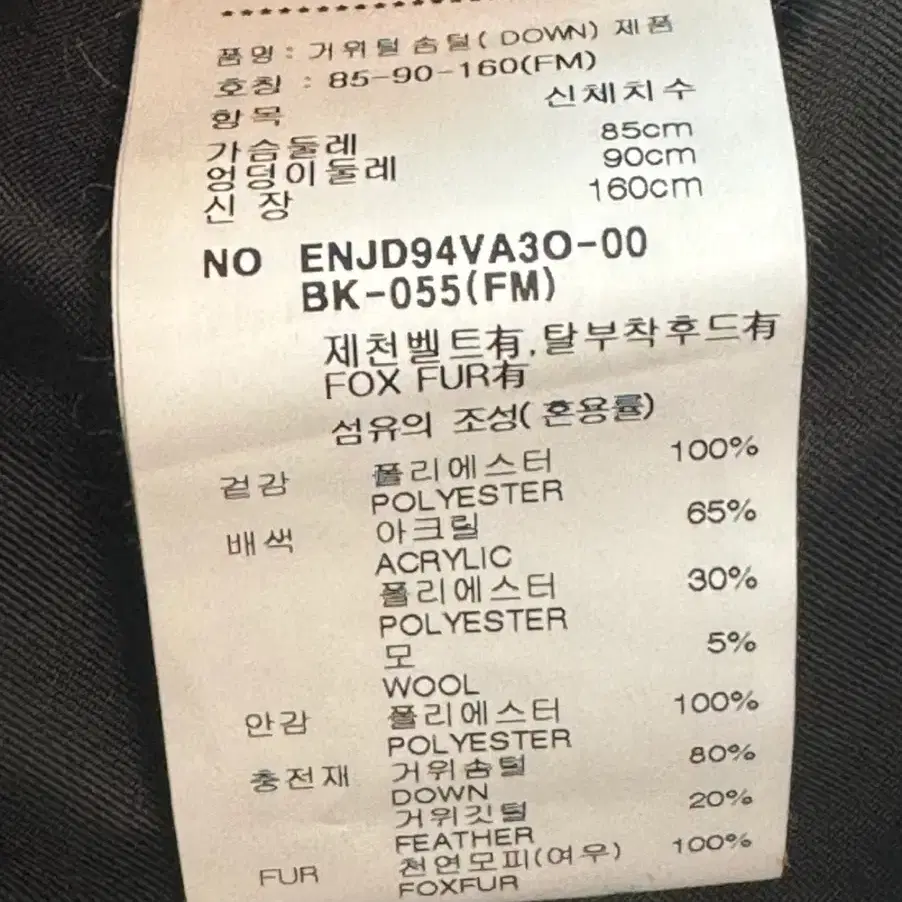 ********************
품명 : 거위털 솜털( DOWN) 제품
호칭 : 85-90-160(FM)
항목 신체치수
가슴둘레 85cm
엉덩이둘레 90cm
신 장 160cm
NO ENJD94VA3O-00
BK-055(FM)
제천벨트有,탈부착후드有
FOX FUR有
섬유의 조성( 혼용률)
겉감 폴리에스터 100%
POLYESTER
배색 아크릴 65%
ACRYLIC
폴리에스터 30%
POLYESTER
모 5%
WOOL
안감 폴리에스터 100%
POLYESTER
충전재 거위솜털 80%
DOWN
거위깃털 20%
FEATHER
FUR 천연모피(여우) 100%
FOXFUR